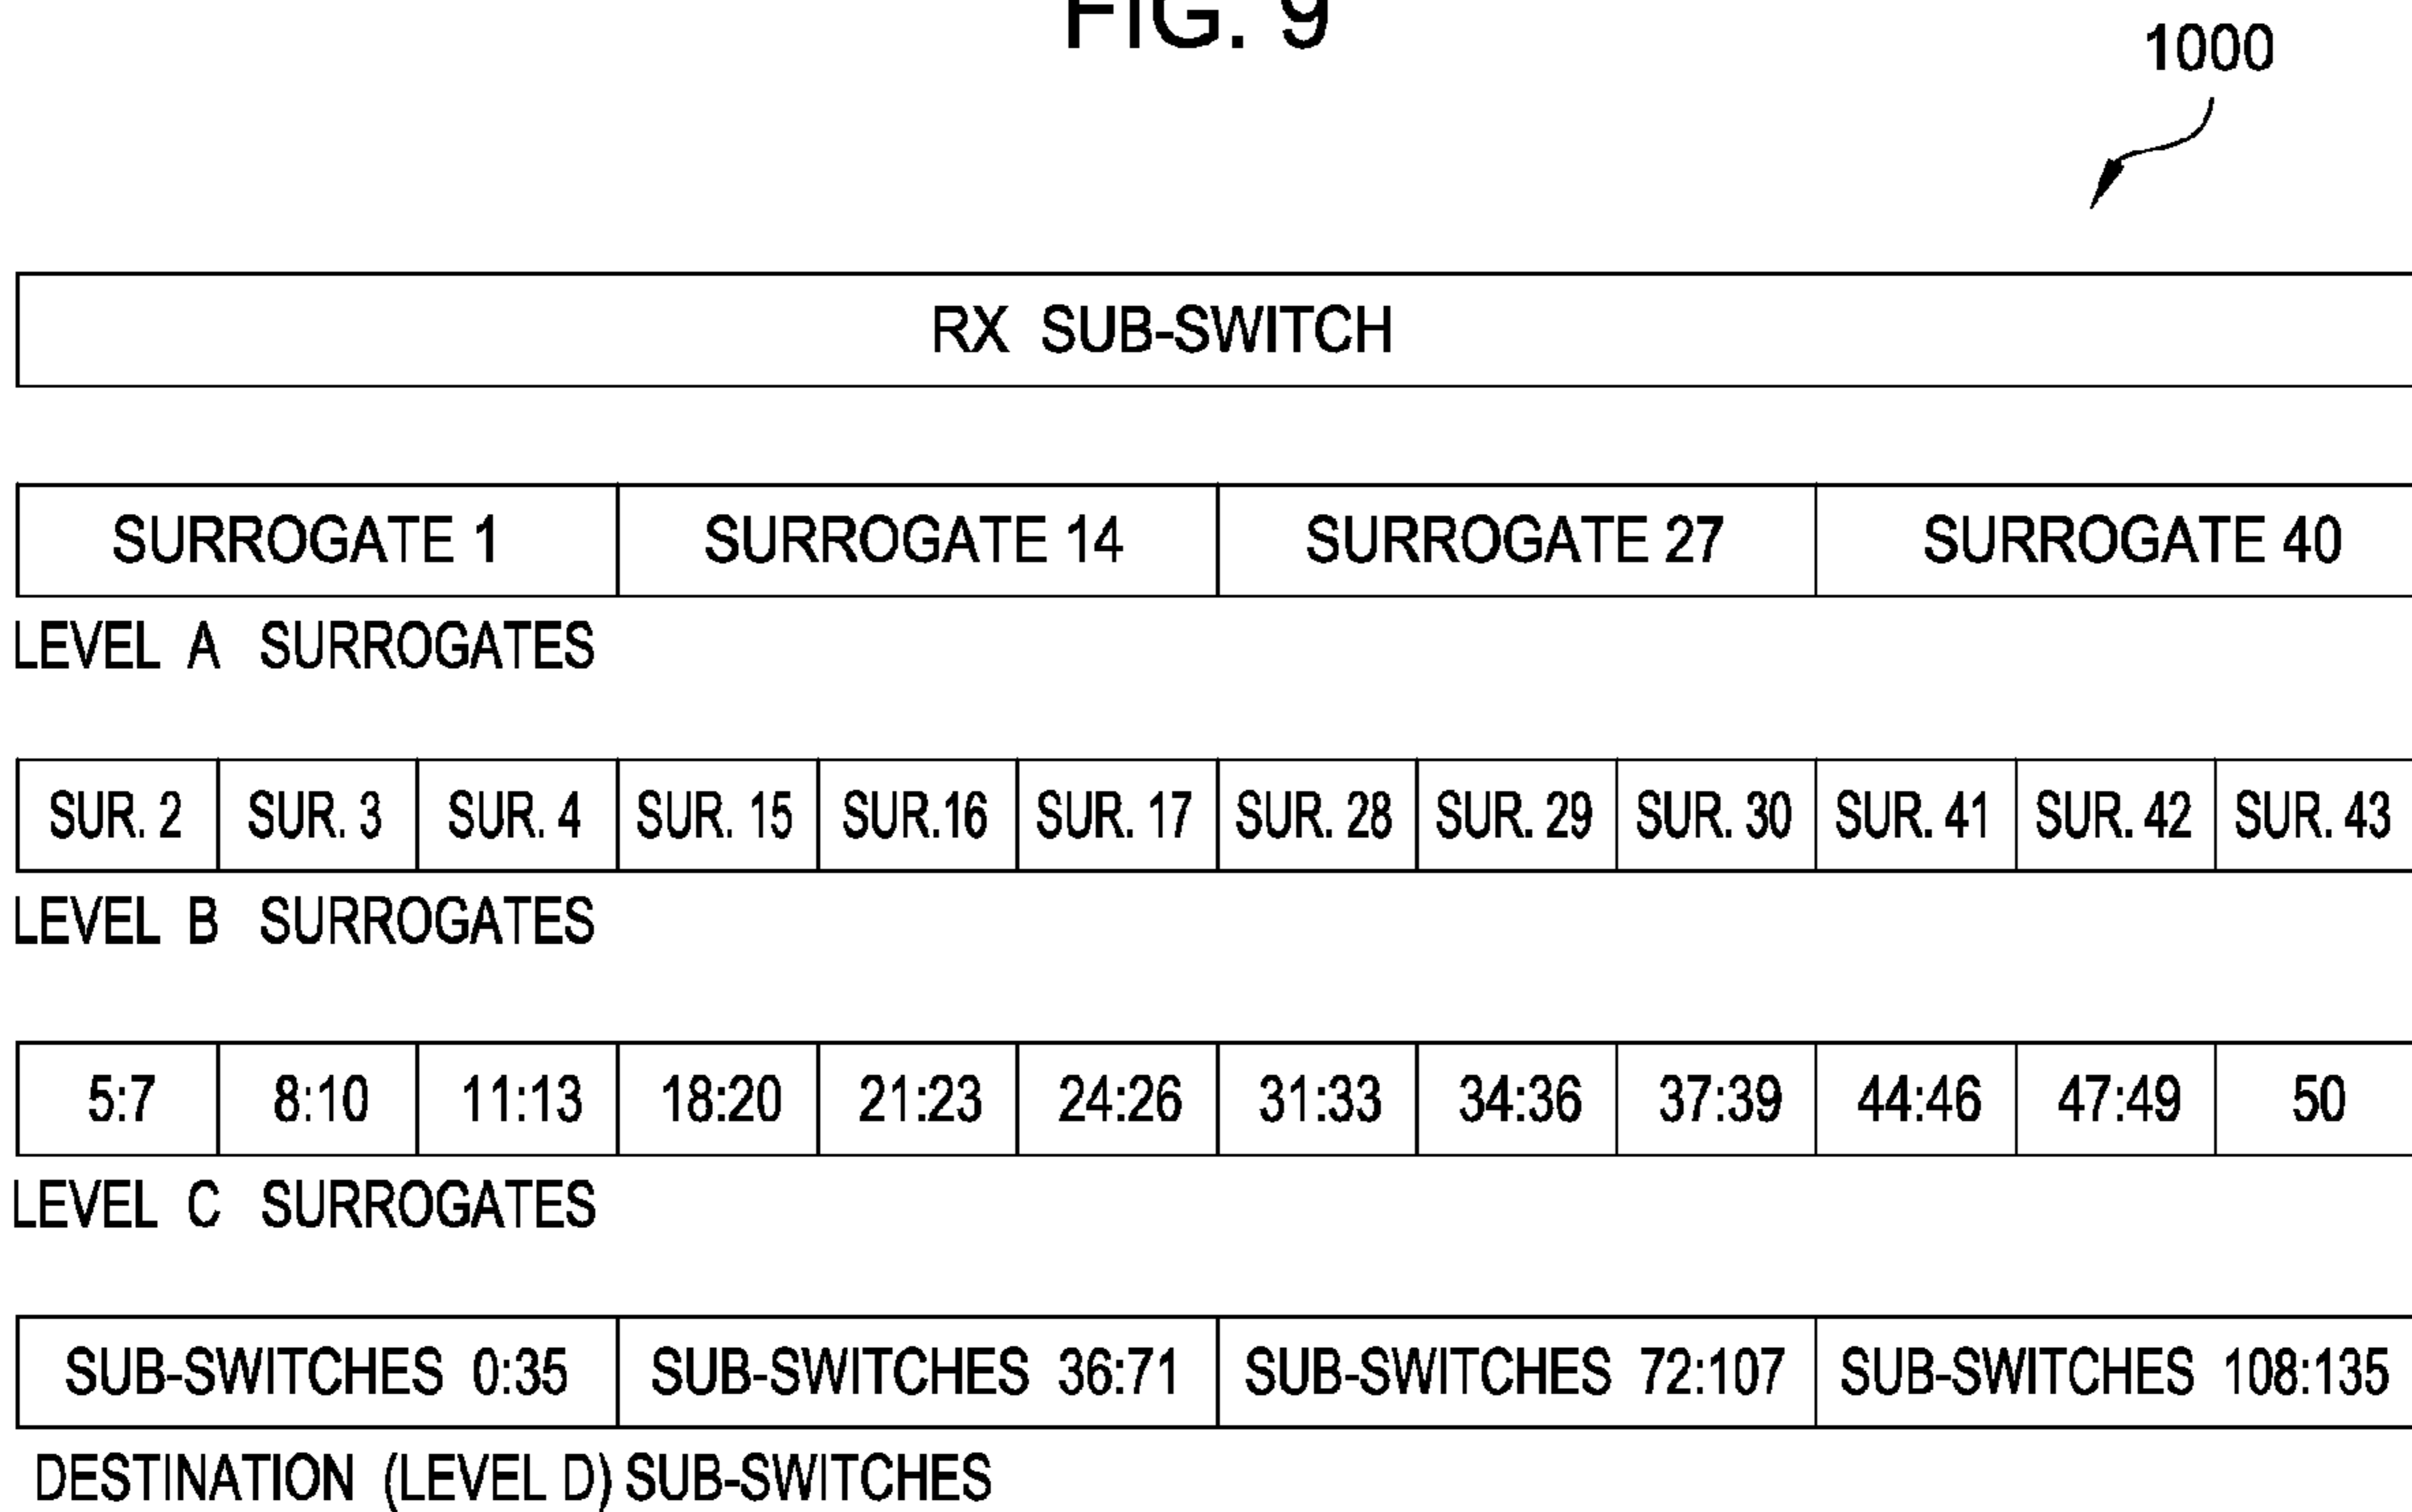 FIG. 9
1000
RX SUB-SWITCH
SURROGATE 1 SURROGATE 14 SURROGATE 27 SURROGATE 40
LEVEL A SURROGATES
SUR. 2 SUR. 3 SUR. 4 SUR. 15 SUR.16 SUR. 17 SUR. 28 SUR. 29 SUR. 30 SUR. 41 SUR. 42 SUR. 43
LEVEL B SURROGATES
5:7 8:10 11:13 18:20 21:23 24:26 31:33 34:36 37:39 44:46 47:49 50
LEVEL C SURROGATES
SUB-SWITCHES 0:35 SUB-SWITCHES 36:71 SUB-SWITCHES 72:107 SUB-SWITCHES 108:135
DESTINATION (LEVEL D) SUB-SWITCHES